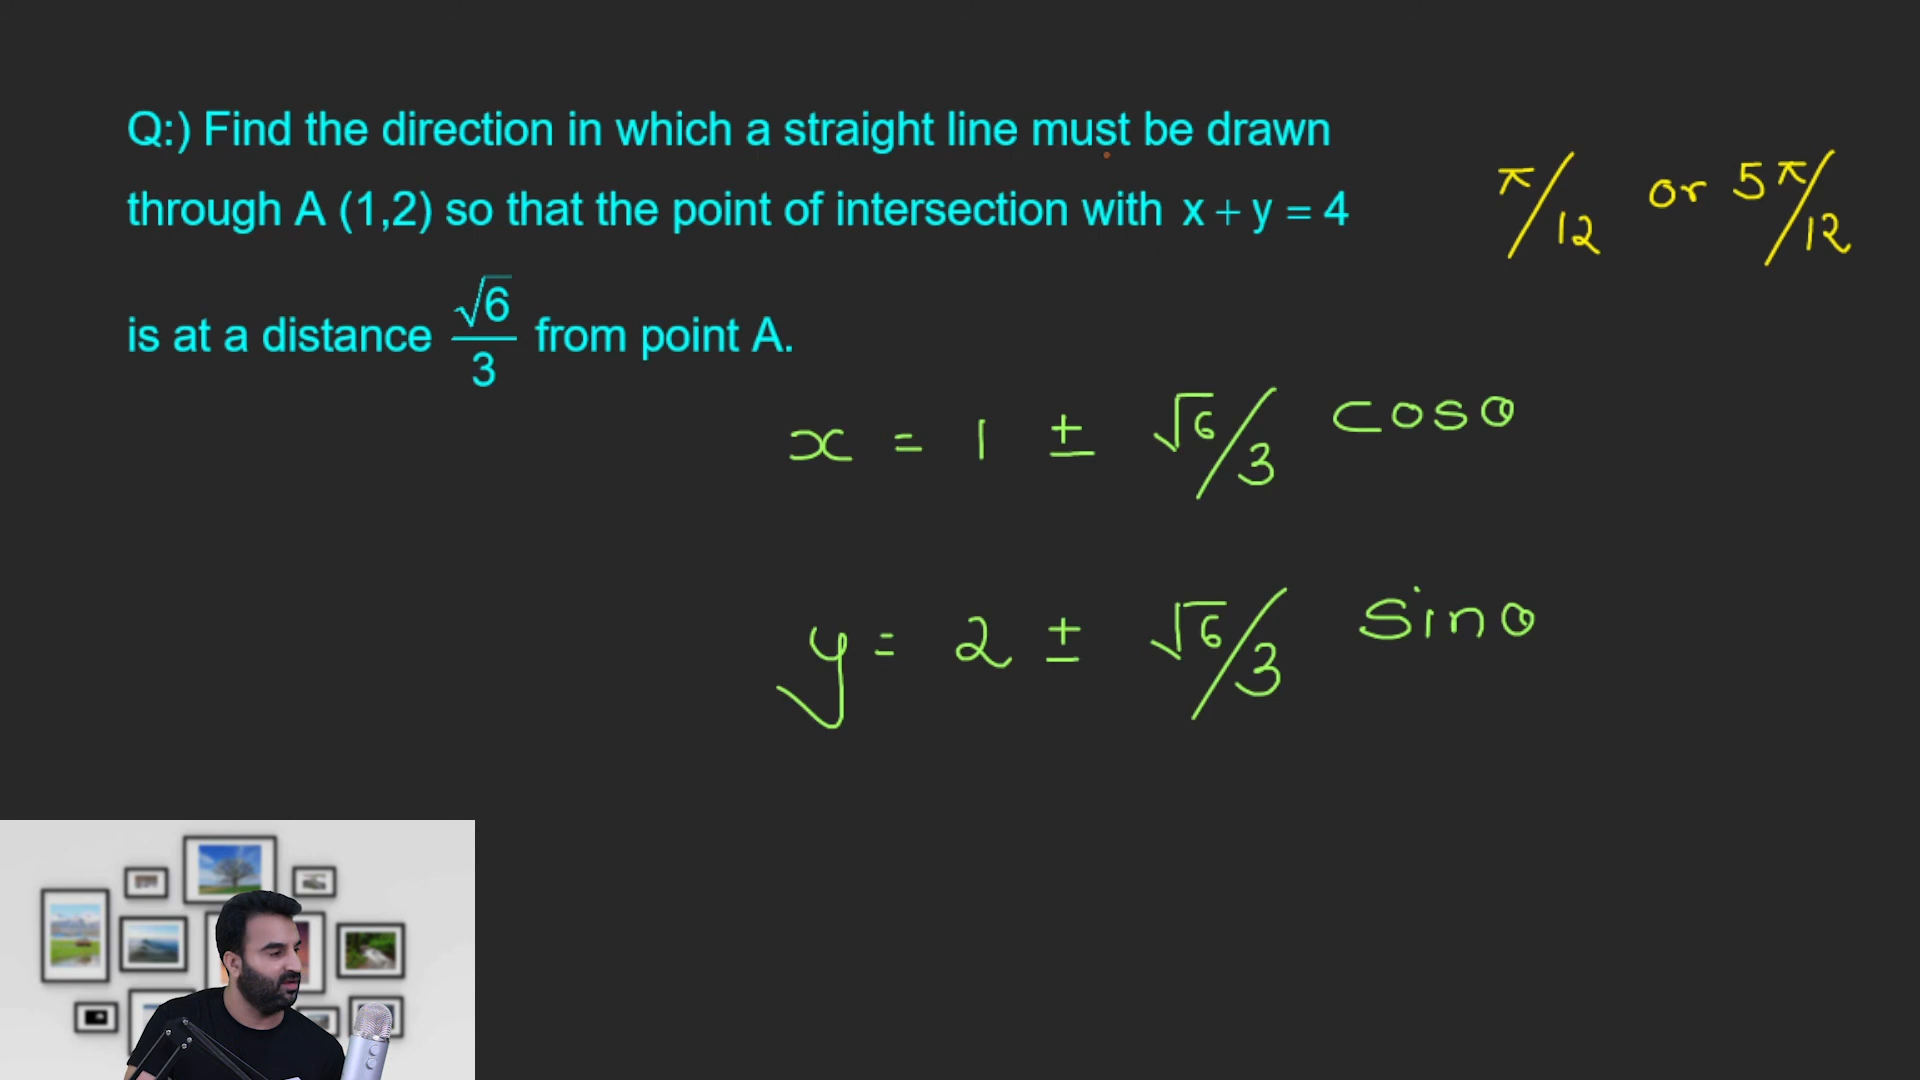 Q:) Find the direction in which a straight line must be drawn
through A (1,2) so that the point of intersection with x + y = 4
is at a distance √6/3 from point A.
π/12 or 5π/12
x = 1 ± √6/3 cosθ
y = 2 ± √6/3 sinθ